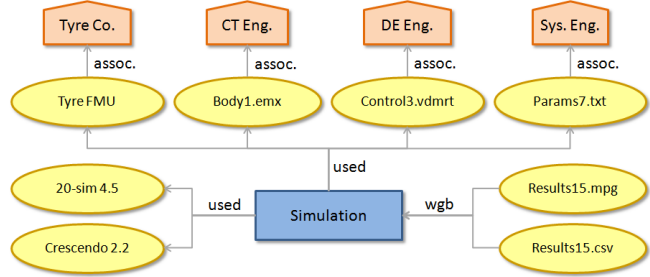 Tyre Co.
CT Eng.
DE Eng.
Sys. Eng.
assoc.
assoc.
assoc.
assoc.
Tyre FMU
Body1.emx
Control3.vdmrt
Params7.txt
used
20-sim 4.5
used
Simulation
wgb
Results15.mpg
Crescendo 2.2
Results15.csv